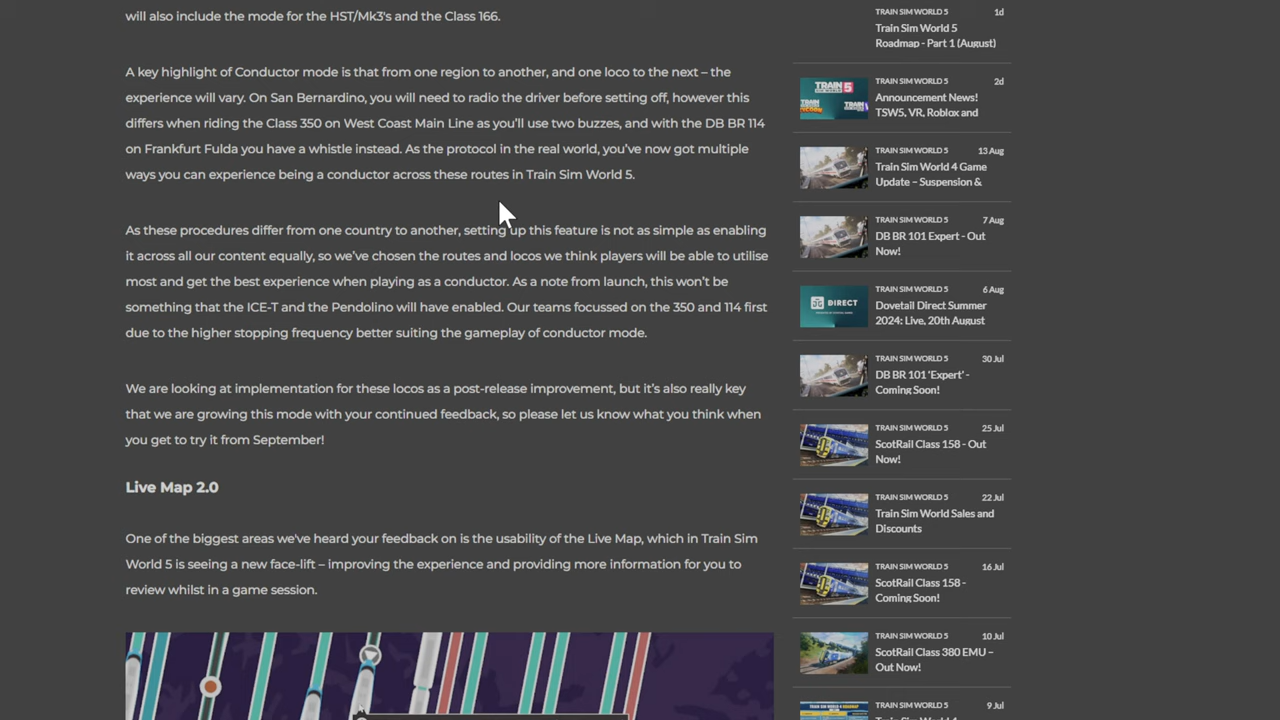 will also include the mode for the HST/Mk3's and the Class 166.
A key highlight of Conductor mode is that from one region to another, and one loco to the next – the
experience will vary. On San Bernardino, you will need to radio the driver before setting off, however this
differs when riding the Class 350 on West Coast Main Line as you'll use two buzzes, and with the DB BR 114
on Frankfurt Fulda you have a whistle instead. As the protocol in the real world, you've now got multiple
ways you can experience being a conductor across these routes in Train Sim World 5.
As these procedures differ from one country to another, setting up this feature is not as simple as enabling
it across all our content equally, so we've chosen the routes and locos we think players will be able to utilise
most and get the best experience when playing as a conductor. As a note from launch, this won't be
something that the ICE-T and the Pendolino will have enabled. Our teams focussed on the 350 and 114 first
due to the higher stopping frequency better suiting the gameplay of conductor mode.
We are looking at implementation for these locos as a post-release improvement, but it's also really key
that we are growing this mode with your continued feedback, so please let us know what you think when
you get to try it from September!
Live Map 2.0
One of the biggest areas we've heard your feedback on is the usability of the Live Map, which in Train Sim
World 5 is seeing a new face-lift – improving the experience and providing more information for you to
review whilst in a game session.
TRAIN SIM WORLD 5 1d
Train Sim World 5
Roadmap - Part 1 (August)
TRAIN 5
TRAIN SIM WORLD 5 2d
Announcement News!
TSW5, VR, Roblox and
TRAIN SIM WORLD 5 13 Aug
Train Sim World 4 Game
Update – Suspension &
TRAIN SIM WORLD 5 7 Aug
DB BR 101 Expert - Out
Now!
DIRECT
TRAIN SIM WORLD 5 6 Aug
Dovetail Direct Summer
2024: Live, 20th August
TRAIN SIM WORLD 5 30 Jul
DB BR 101 'Expert' -
Coming Soon!
TRAIN SIM WORLD 5 25 Jul
ScotRail Class 158 - Out
Now!
TRAIN SIM WORLD 5 22 Jul
Train Sim World Sales and
Discounts
TRAIN SIM WORLD 5 16 Jul
ScotRail Class 158 -
Coming Soon!
TRAIN SIM WORLD 5 10 Jul
ScotRail Class 380 EMU –
Out Now!
TRAIN SIM WORLD 5 9 Jul